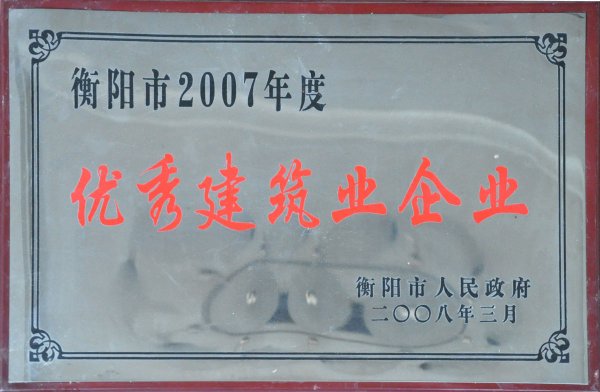 衡阳市2007年度
优秀建筑业企业
衡阳市人民政府
二〇〇八年三月